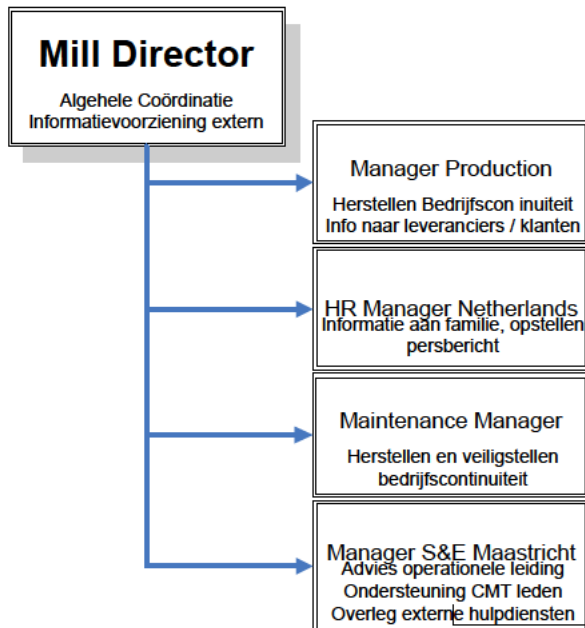 Mill Director
Algehele Coördinatie
Informatievoorziening extern
Manager Production
Herstellen Bedrijfscon inuiteit
Info naar leveranciers / klanten
HR Manager Netherlands
Informatie aan familie, opstellen
persbericht
Maintenance Manager
Herstellen en veiligstellen
bedrijfscontinuiteit
Manager S&E Maastricht
Advies operationele leiding
Ondersteuning CMT leden
Overleg externe hulpdiensten